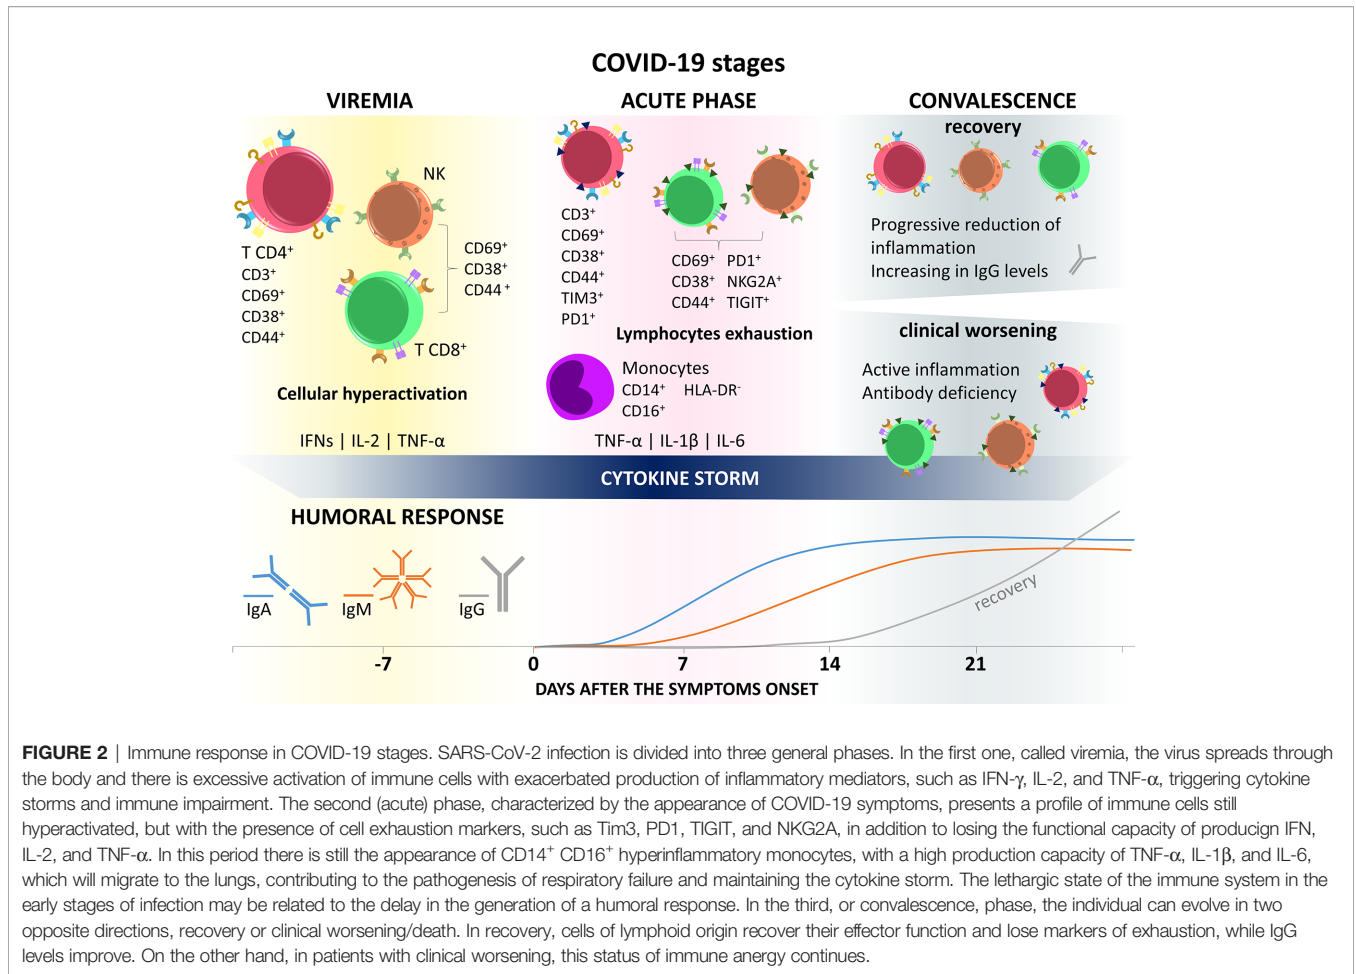 COVID-19 stages
VIREMIA
ACUTE PHASE
CONVALESCENCE
NK
T CD4⁺
CD3⁺
CD69⁺
CD38⁺
CD44⁺
CD69⁺
CD38⁺
CD44⁺
T CD8⁺
Cellular hyperactivation
IFNs | IL-2 | TNF-α
CD3⁺
CD69⁺
CD38⁺
CD44⁺
TIM3⁺
PD1⁺
CD69⁺ PD1⁺
CD38⁺ NKG2A⁺
CD44⁺ TIGIT⁺
Lymphocytes exhaustion
Monocytes
CD14⁺ HLA-DR⁻
CD16⁺
TNF-α | IL-1β | IL-6
recovery
Progressive reduction of
inflammation
Increasing in IgG levels
clinical worsening
Active inflammation
Antibody deficiency
CYTOKINE STORM
HUMORAL RESPONSE
IgA
IgM
IgG
recovery
-7 0 7 14 21
DAYS AFTER THE SYMPTOMS ONSET
FIGURE 2 | Immune response in COVID-19 stages. SARS-CoV-2 infection is divided into three general phases. In the first one, called viremia, the virus spreads through
the body and there is excessive activation of immune cells with exacerbated production of inflammatory mediators, such as IFN-γ, IL-2, and TNF-α, triggering cytokine
storms and immune impairment. The second (acute) phase, characterized by the appearance of COVID-19 symptoms, presents a profile of immune cells still
hyperactivated, but with the presence of cell exhaustion markers, such as Tim3, PD1, TIGIT, and NKG2A, in addition to losing the functional capacity of producign IFN,
IL-2, and TNF-α. In this period there is still the appearance of CD14⁺ CD16⁺ hyperinflammatory monocytes, with a high production capacity of TNF-α, IL-1β, and IL-6,
which will migrate to the lungs, contributing to the pathogenesis of respiratory failure and maintaining the cytokine storm. The lethargic state of the immune system in the
early stages of infection may be related to the delay in the generation of a humoral response. In the third, or convalescence, phase, the individual can evolve in two
opposite directions, recovery or clinical worsening/death. In recovery, cells of lymphoid origin recover their effector function and lose markers of exhaustion, while IgG
levels improve. On the other hand, in patients with clinical worsening, this status of immune anergy continues.